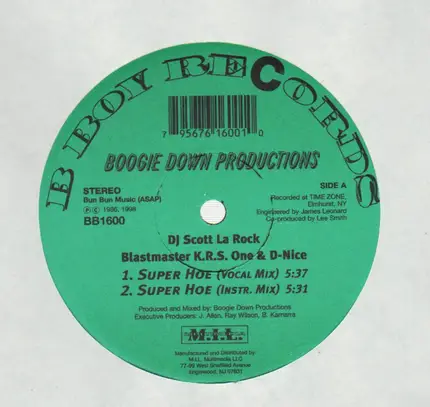 B BOY RECORDS
7 95676 16001 0
BOOGIE DOWN PRODUCTIONS
STEREO
Bun Bun Music (ASAP)
℗ © 1986, 1998
BB1600
SIDE A
Recorded at TIME ZONE,
Elmhurst, NY
Engineered by James Leonard
Co-produced by Lee Smith
DJ Scott La Rock
Blastmaster K.R.S. One & D-Nice
1. SUPER HOE (VOCAL MIX) 5:37
2. SUPER HOE (INSTR. MIX) 5:31
Produced and Mixed by: Boogie Down Productions
Executive Producers: J. Allen, Ray Wilson, B. Kamarra
M.I.L.
Manufactured and Distributed by:
M.I.L. Multimedia LLC
77-89 West Sheffield Avenue
Englewood, NJ 07631